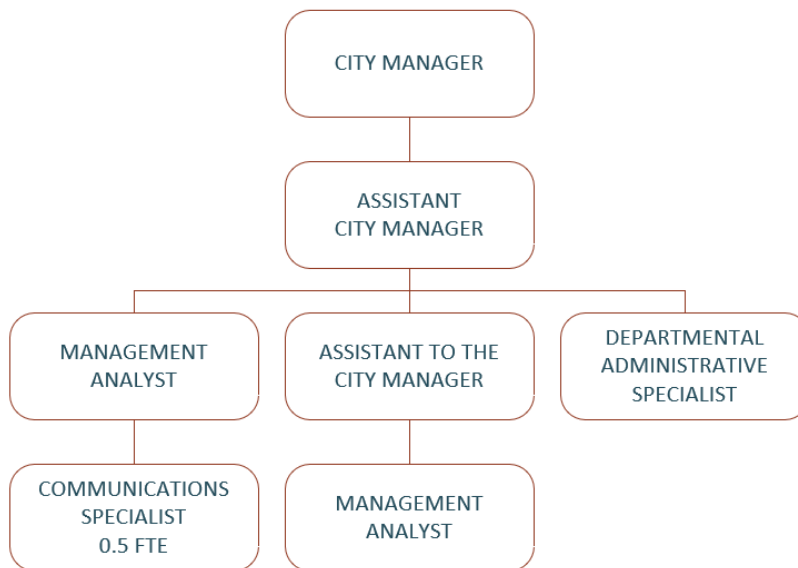 CITY MANAGER
ASSISTANT
CITY MANAGER
MANAGEMENT
ANALYST
ASSISTANT TO THE
CITY MANAGER
DEPARTMENTAL
ADMINISTRATIVE
SPECIALIST
COMMUNICATIONS
SPECIALIST
0.5 FTE
MANAGEMENT
ANALYST